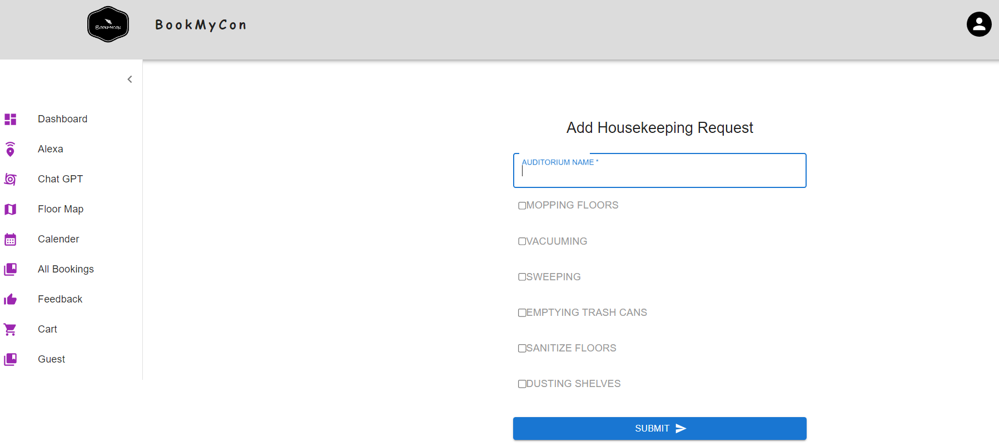 BOOKMYCON
BookMyCon
Dashboard
Alexa
Chat GPT
Floor Map
Calender
All Bookings
Feedback
Cart
Guest
Add Housekeeping Request
AUDITORIUM NAME *
MOPPING FLOORS
VACUUMING
SWEEPING
EMPTYING TRASH CANS
SANITIZE FLOORS
DUSTING SHELVES
SUBMIT